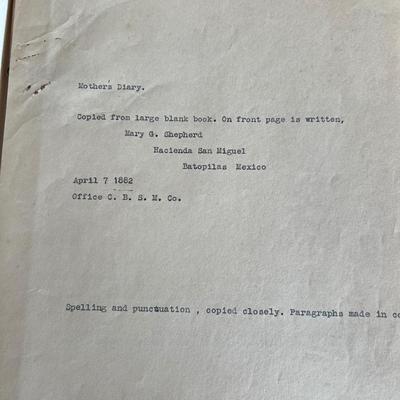 Mother's Diary.
Copied from large blank book. On front page is written,
Mary G. Shepherd
Hacienda San Miguel
Batopilas Mexico
April 7 1882
Office C. B. S. M. Co.
Spelling and punctuation , copied closely. Paragraphs made in co